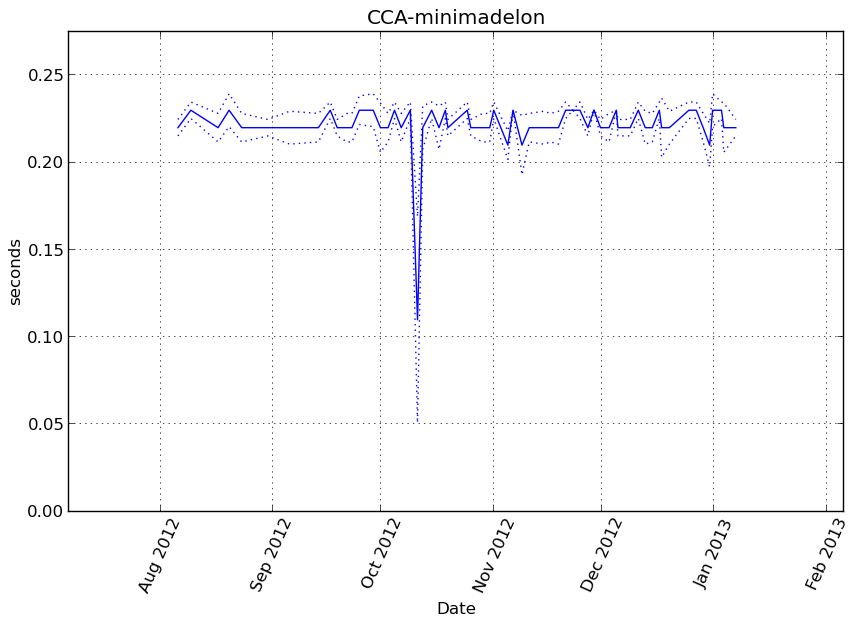 CCA-minimadelon
0.25
0.20
0.15
0.10
0.05
0.00
seconds
Aug 2012
Sep 2012
Oct 2012
Nov 2012
Dec 2012
Jan 2013
Feb 2013
Date